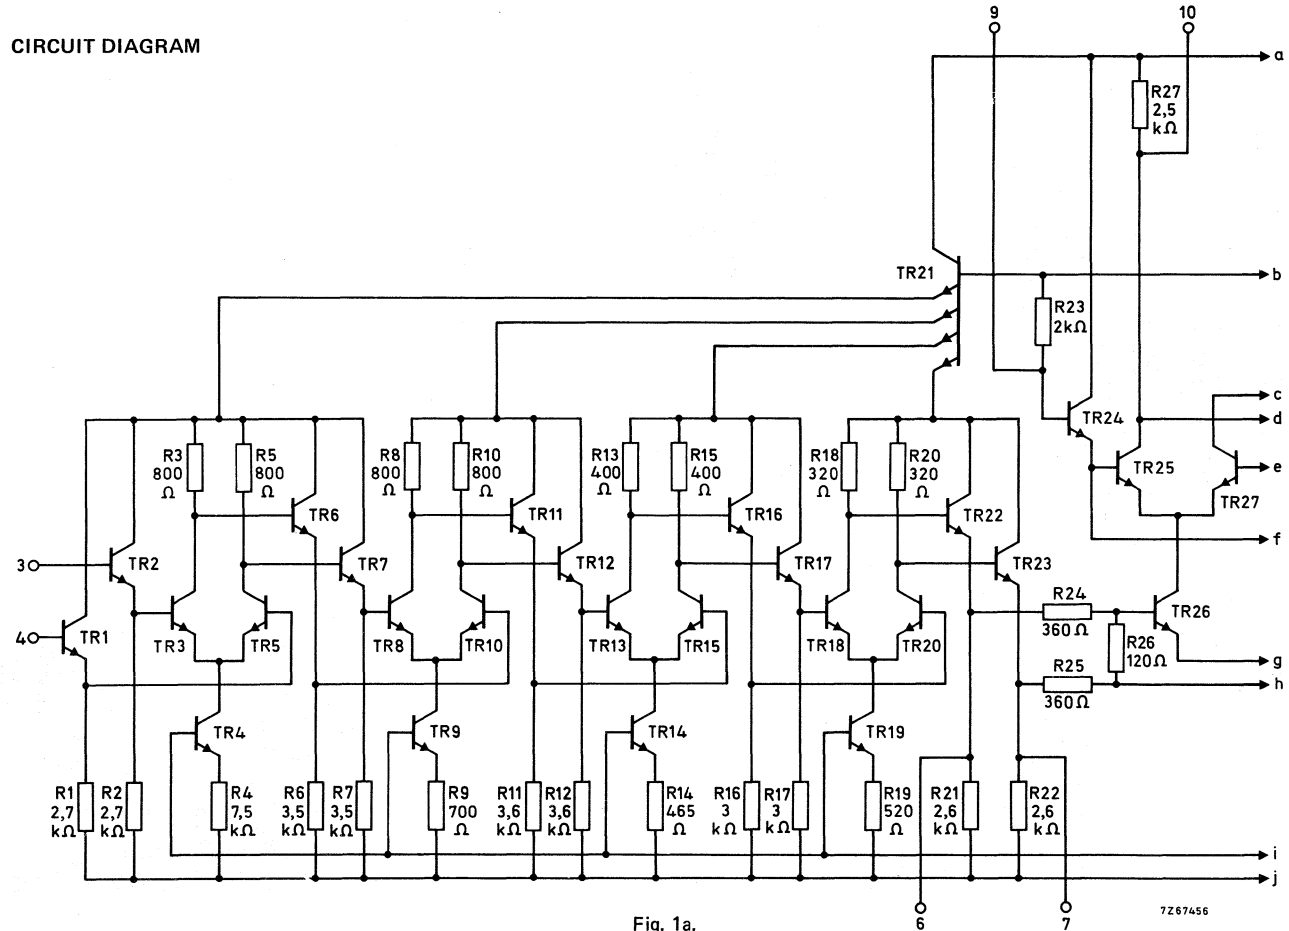 CIRCUIT DIAGRAM
9
10
a
R27
2,5
kΩ
TR21
b
R23
2kΩ
c
TR24
d
R3
800
Ω
R5
800
Ω
R8
800
Ω
R10
800
Ω
R13
400
Ω
R15
400
Ω
R18
320
Ω
R20
320
Ω
TR25
e
TR27
TR6
TR11
TR16
TR22
f
3
TR2
TR7
TR12
TR17
TR23
R24
360Ω
TR26
4
TR1
TR3
TR5
TR8
TR10
TR13
TR15
TR18
TR20
R26
120Ω
g
R25
360Ω
h
TR4
TR9
TR14
TR19
R1
2,7
kΩ
R2
2,7
kΩ
R4
7,5
kΩ
R6
3,5
kΩ
R7
3,5
kΩ
R9
700
Ω
R11
3,6
kΩ
R12
3,6
kΩ
R14
465
Ω
R16
3
kΩ
R17
3
kΩ
R19
520
Ω
R21
2,6
kΩ
R22
2,6
kΩ
i
j
6
7
7Z67456
Fig. 1a.